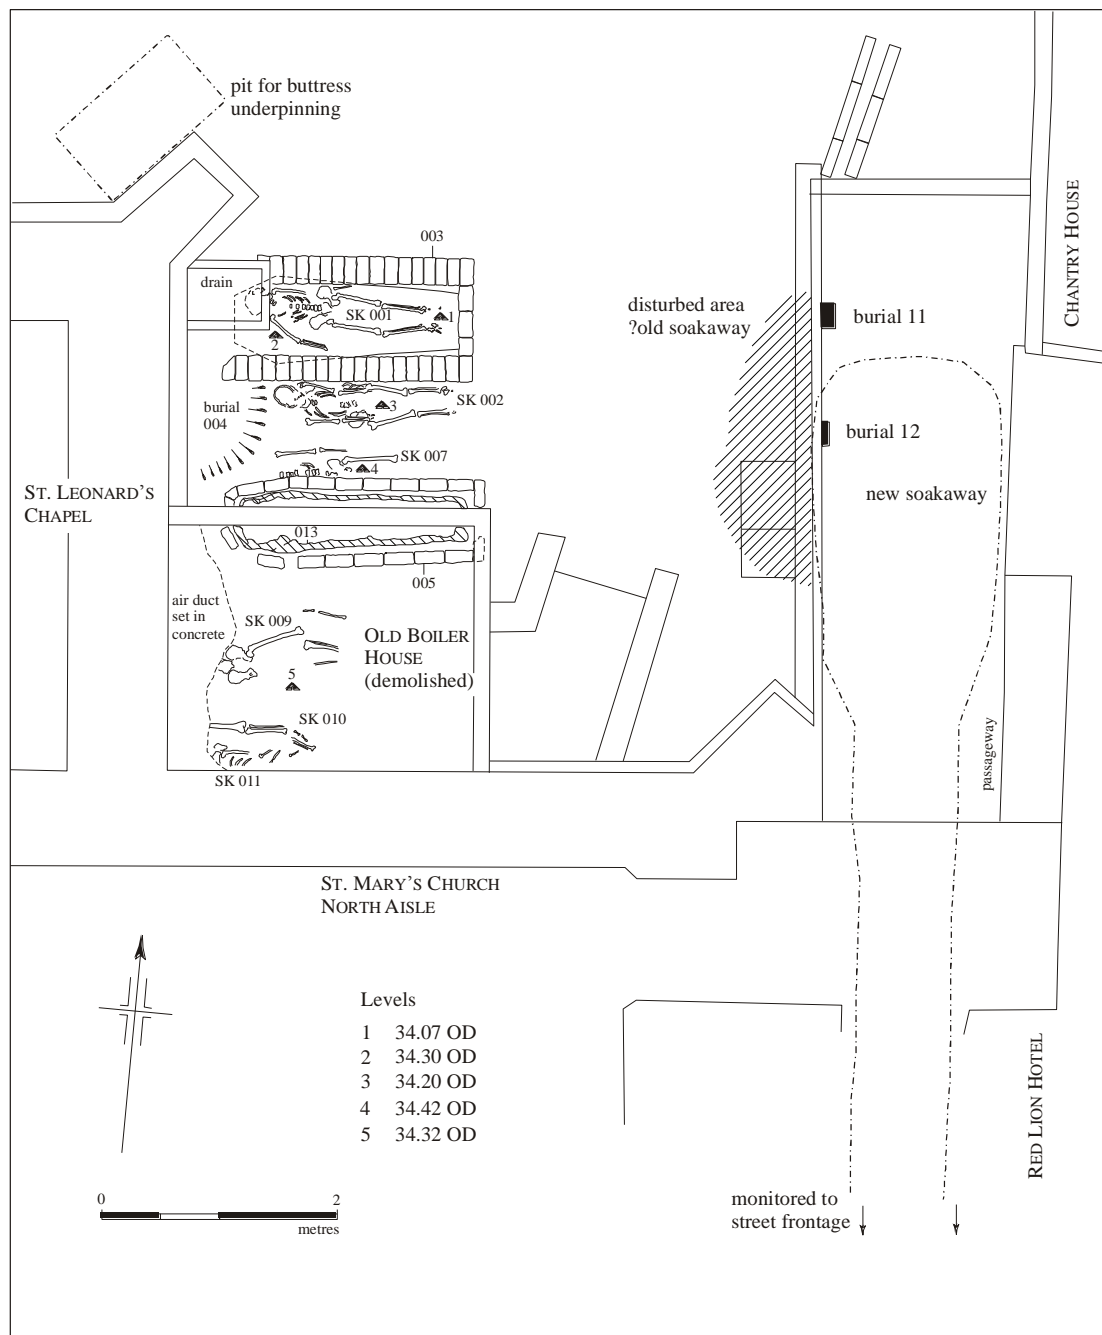 pit for buttress
underpinning
003
drain
SK 001
1
2
disturbed area
?old soakaway
burial 11
CHANTRY HOUSE
burial
004
3
SK 002
burial 12
SK 007
4
ST. LEONARD'S
CHAPEL
new soakaway
013
005
air duct
set in
concrete
SK 009
OLD BOILER
HOUSE
(demolished)
5
SK 010
SK 011
passageway
ST. MARY'S CHURCH
NORTH AISLE
Levels
1 34.07 OD
2 34.30 OD
3 34.20 OD
4 34.42 OD
5 34.32 OD
RED LION HOTEL
0 2
metres
monitored to
street frontage